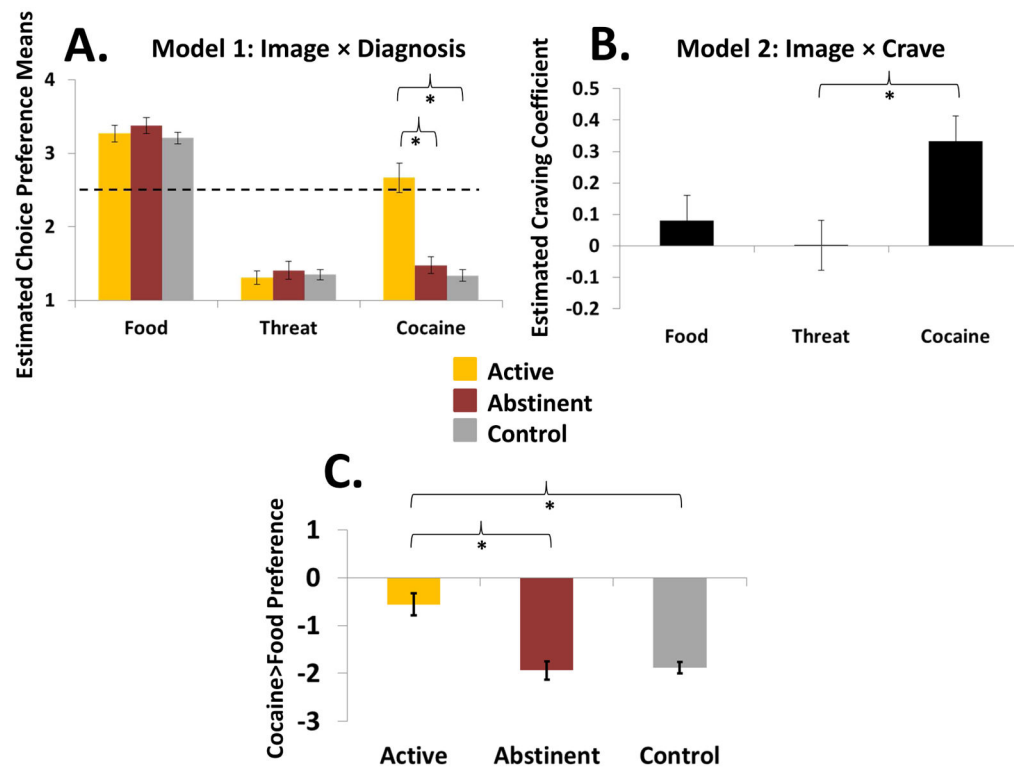 A.
Model 1: Image × Diagnosis
Estimated Choice Preference Means
4
3
2
1
*
*
Food
Threat
Cocaine
B.
Model 2: Image × Crave
Estimated Craving Coefficient
0.5
0.4
0.3
0.2
0.1
0
-0.1
-0.2
*
Food
Threat
Cocaine
Active
Abstinent
Control
C.
Cocaine>Food Preference
1
0
-1
-2
-3
*
*
Active
Abstinent
Control